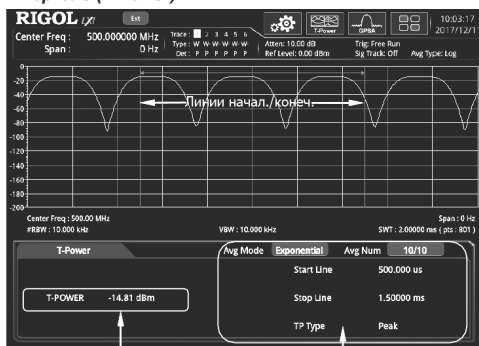 RIGOL LXI Ext 10:03:17
2017/12/1
Center Freq : 500.000000 MHz
Span : 0 Hz
Trace : 1 2 3 4 5 6
Type : W W W W W W
Det : P P P P P P
Atten: 10.00 dB
Ref Level: 0.00 dBm
T-Power
GPSA
Trig: Free Run
Sig Track: Off Avg Type: Log
0
-20
-40
-60
-80
-100
-120
-140
-160
-180
-200
Линии начал./конеч.
Center Freq : 500.00 MHz Span : 0 Hz
#RBW : 10.000 kHz VBW : 10.000 kHz SWT : 2.00000 ms ( pts : 801 )
T-Power
T-POWER -14.81 dBm
Avg Mode Exponential Avg Num 10/10
Start Line 500.000 us
Stop Line 1.50000 ms
TP Type Peak